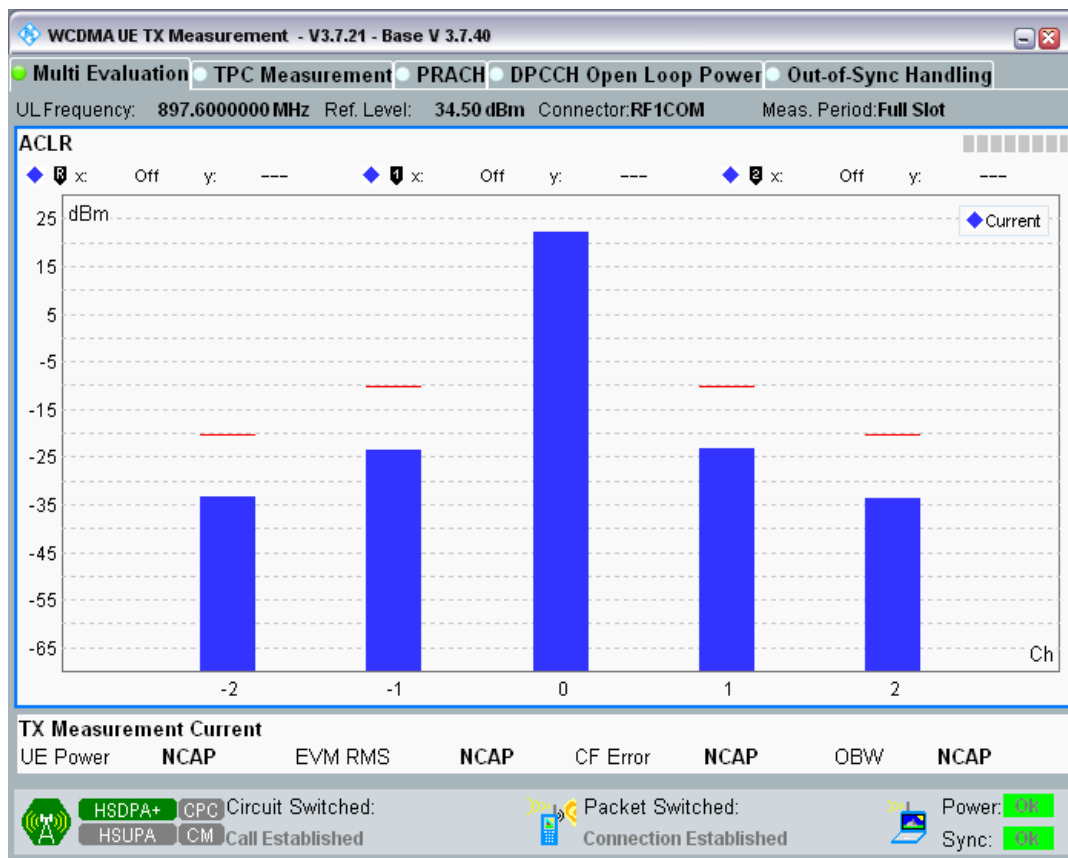 WCDMA UE TX Measurement - V3.7.21 - Base V 3.7.40
Multi Evaluation TPC Measurement PRACH DPCCH Open Loop Power Out-of-Sync Handling
UL Frequency: 897.6000000 MHz Ref. Level: 34.50 dBm Connector:RF1COM Meas. Period:Full Slot
ACLR
R x: Off y: --- 1 x: Off y: --- 2 x: Off y: ---
dBm
Current
25
15
5
-5
-15
-25
-35
-45
-55
-65
Ch
-2 -1 0 1 2
TX Measurement Current
UE Power NCAP EVM RMS NCAP CF Error NCAP OBW NCAP
HSDPA+ CPC Circuit Switched: Packet Switched: Power: OK
HSUPA CM Call Established Connection Established Sync: OK